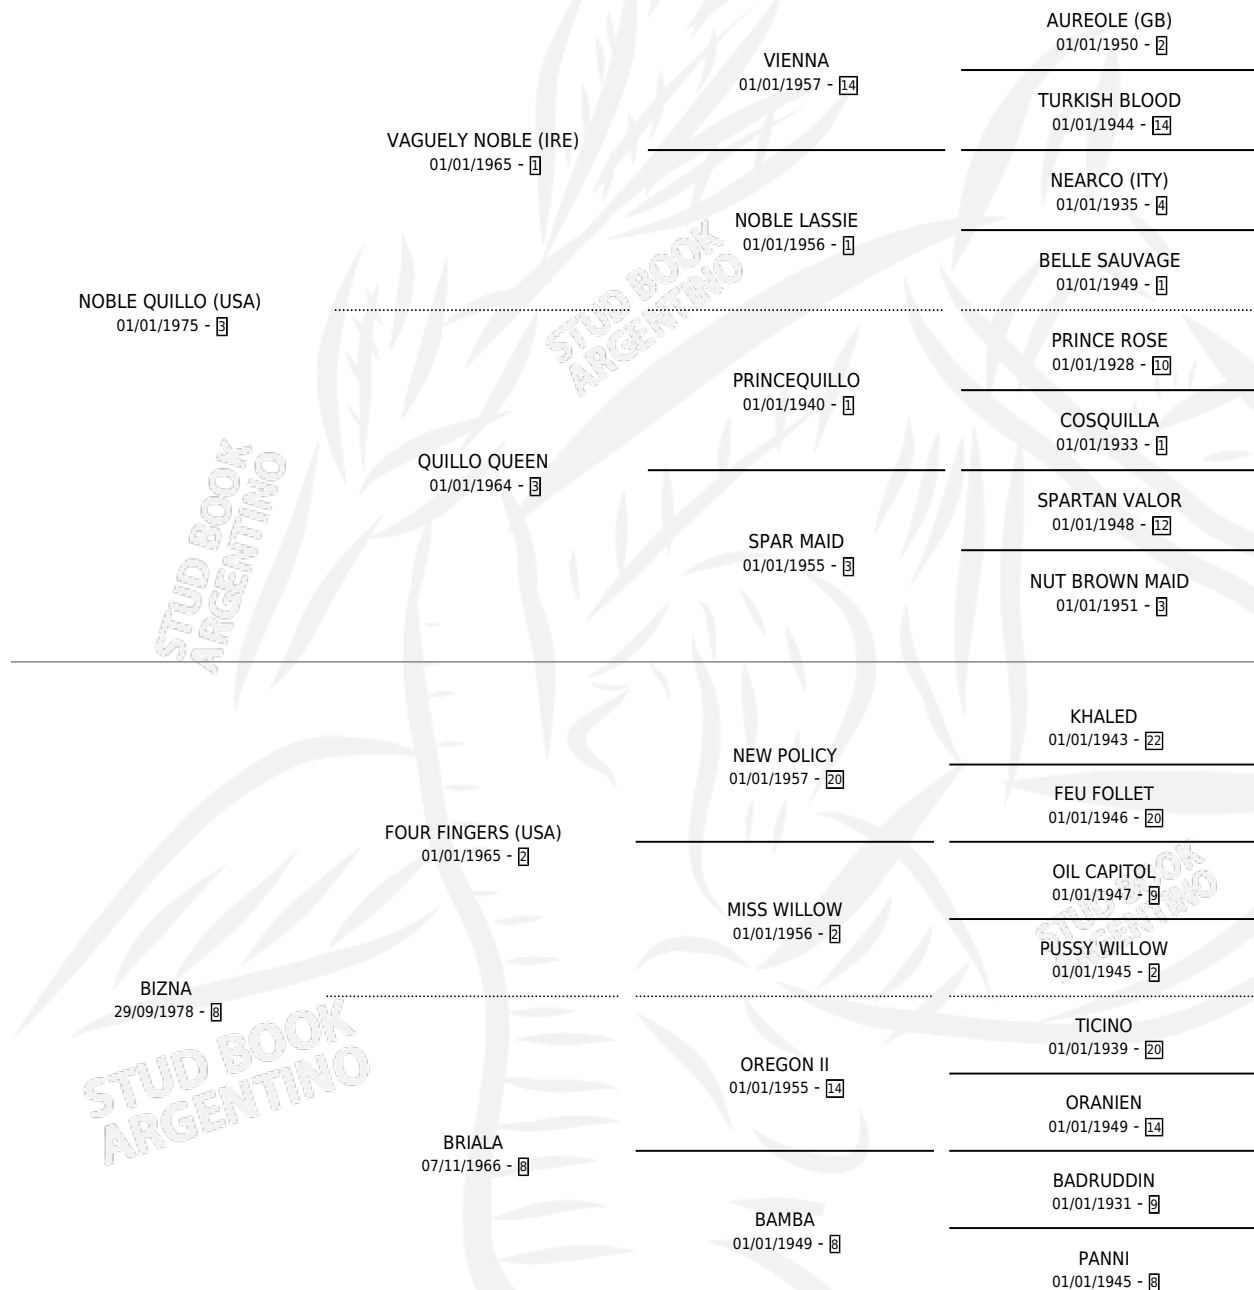 AUREOLE (GB)
01/01/1950 - 2
VIENNA
01/01/1957 - 14
TURKISH BLOOD
01/01/1944 - 14
VAGUELY NOBLE (IRE)
01/01/1965 - 1
NEARCO (ITY)
01/01/1935 - 4
NOBLE LASSIE
01/01/1956 - 1
BELLE SAUVAGE
01/01/1949 - 1
NOBLE QUILLO (USA)
01/01/1975 - 3
PRINCE ROSE
01/01/1928 - 10
PRINCEQUILLO
01/01/1940 - 1
COSQUILLA
01/01/1933 - 1
QUILLO QUEEN
01/01/1964 - 3
SPARTAN VALOR
01/01/1948 - 12
SPAR MAID
01/01/1955 - 3
NUT BROWN MAID
01/01/1951 - 3
STUD BOOK
ARGENTINO
STUD BOOK
ARGENTINO
KHALED
01/01/1943 - 22
NEW POLICY
01/01/1957 - 20
FEU FOLLET
01/01/1946 - 20
FOUR FINGERS (USA)
01/01/1965 - 2
OIL CAPITOL
01/01/1947 - 9
MISS WILLOW
01/01/1956 - 2
PUSSY WILLOW
01/01/1945 - 2
STUD BOOK
ARGENTINO
BIZNA
29/09/1978 - 8
TICINO
01/01/1939 - 20
OREGON II
01/01/1955 - 14
ORANIEN
01/01/1949 - 14
STUD BOOK
ARGENTINO
BRIALA
07/11/1966 - 8
BADRUDDIN
01/01/1931 - 9
BAMBA
01/01/1949 - 8
PANNI
01/01/1945 - 8